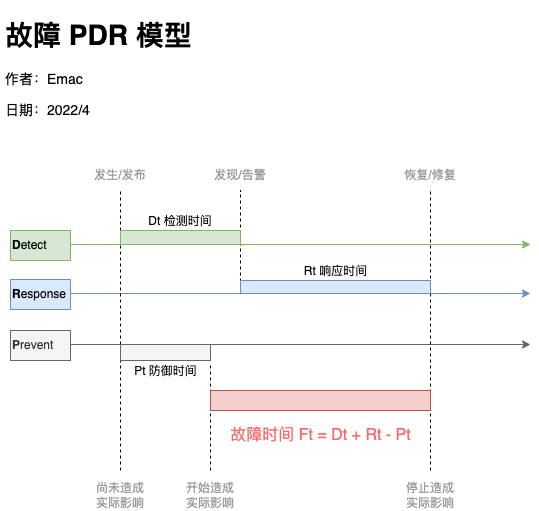 故障 PDR 模型
作者：Emac
日期：2022/4
发生/发布
发现/告警
恢复/修复
Dt 检测时间
Detect
Rt 响应时间
Response
Prevent
Pt 防御时间
故障时间 Ft = Dt + Rt - Pt
尚未造成
实际影响
开始造成
实际影响
停止造成
实际影响